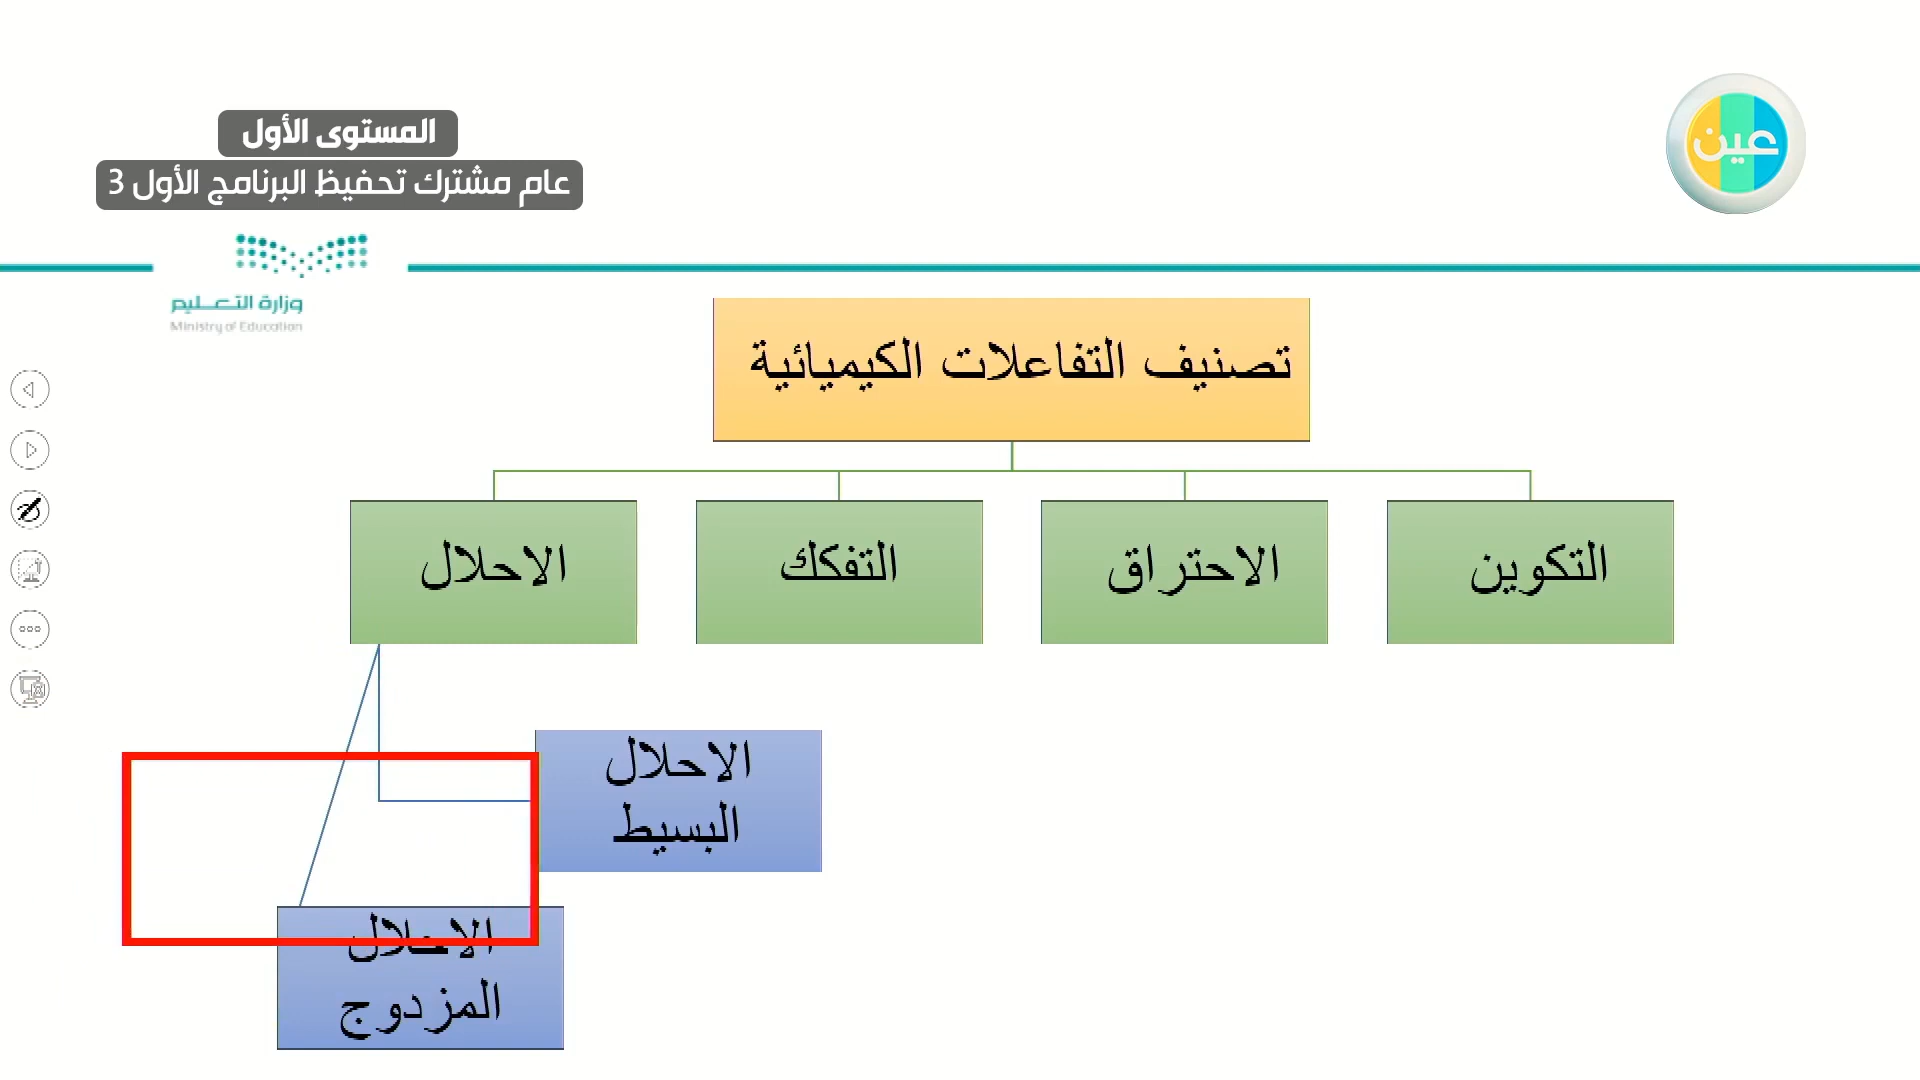 المستوى الأول
عام مشترك تحفيظ البرنامج الأول 3
عين
وزارة التعليم
Ministry of Education
تصنيف التفاعلات الكيميائية
التكوين
الاحتراق
التفكك
الاحلال
الاحلال
البسيط
الاحلال
المزدوج